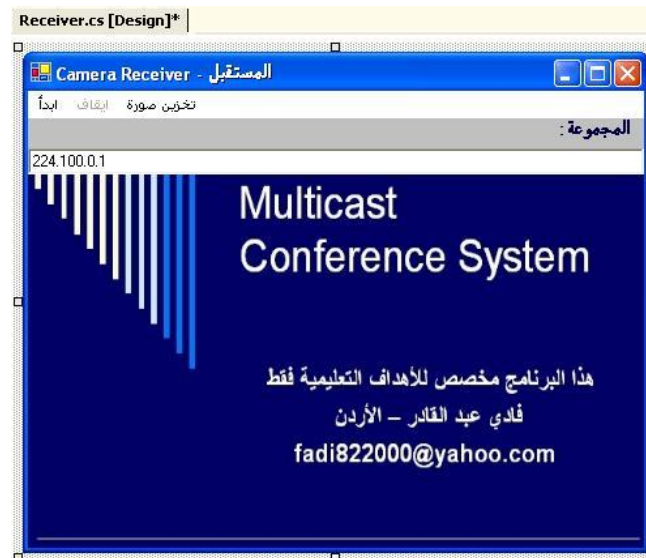 Receiver.cs [Design]*
Camera Receiver - المستقبل
ابدأ ايقاف تخزين صورة
المجموعة :
224.100.0.1
Multicast
Conference System
هذا البرنامج مخصص للأهداف التعليمية فقط
فادي عبد القادر – الأردن
fadi822000@yahoo.com